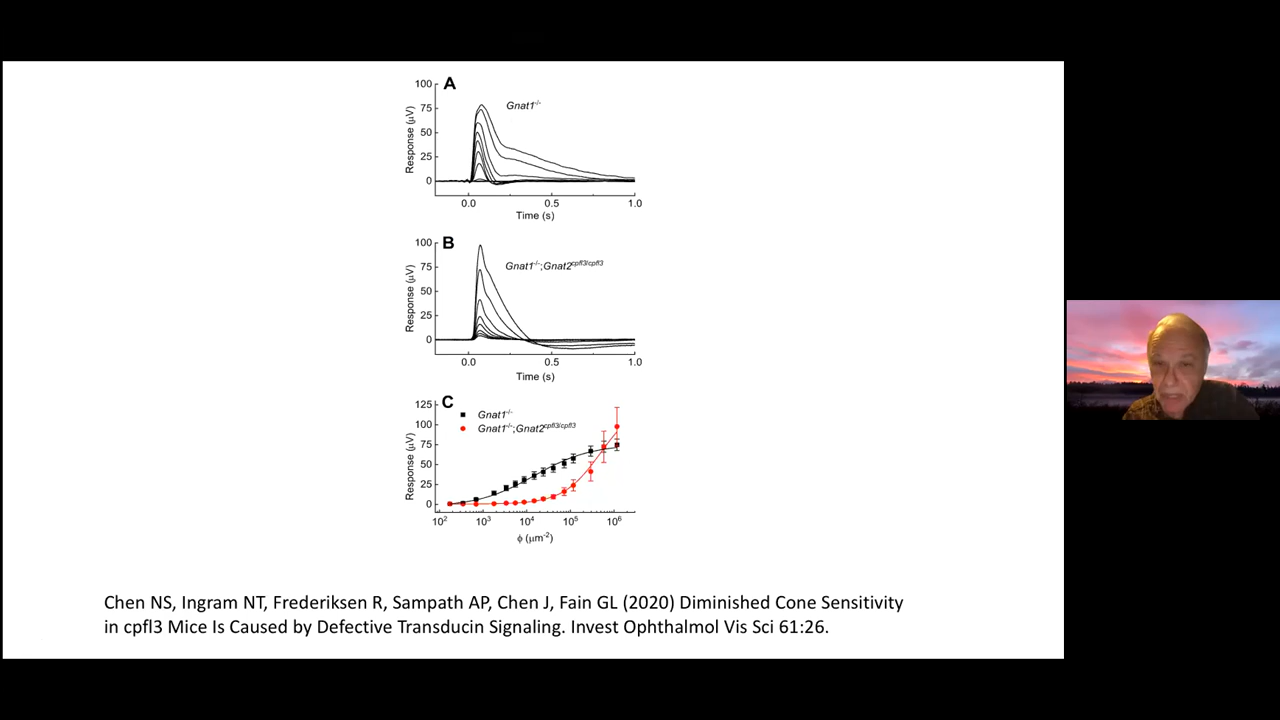 A
Gnat1-/-
100
75
50
25
0
Response (µV)
0.0 0.5 1.0
Time (s)
B
Gnat1-/-;Gnat2cpfl3/cpfl3
100
75
50
25
0
Response (µV)
0.0 0.5 1.0
Time (s)
C
Gnat1-/-
Gnat1-/-;Gnat2cpfl3/cpfl3
125
100
75
50
25
0
Response (µV)
10² 10³ 10⁴ 10⁵ 10⁶
ϕ (µm⁻²)
Chen NS, Ingram NT, Frederiksen R, Sampath AP, Chen J, Fain GL (2020) Diminished Cone Sensitivity
in cpfl3 Mice Is Caused by Defective Transducin Signaling. Invest Ophthalmol Vis Sci 61:26.